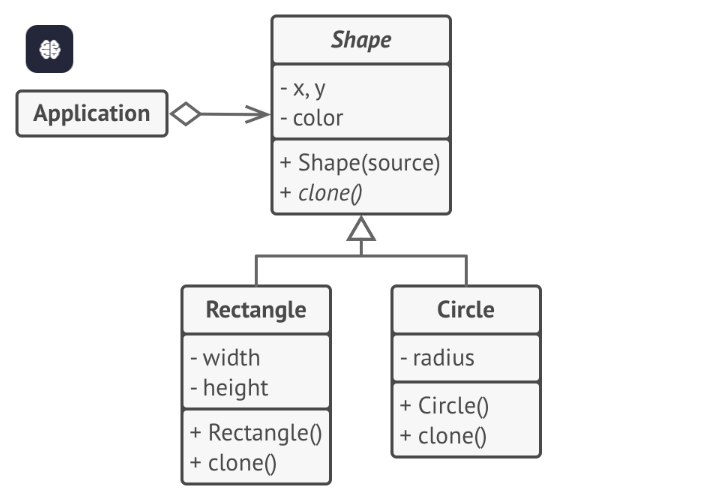 Shape
- x, y
- color
+ Shape(source)
+ clone()
Application
Rectangle
- width
- height
+ Rectangle()
+ clone()
Circle
- radius
+ Circle()
+ clone()